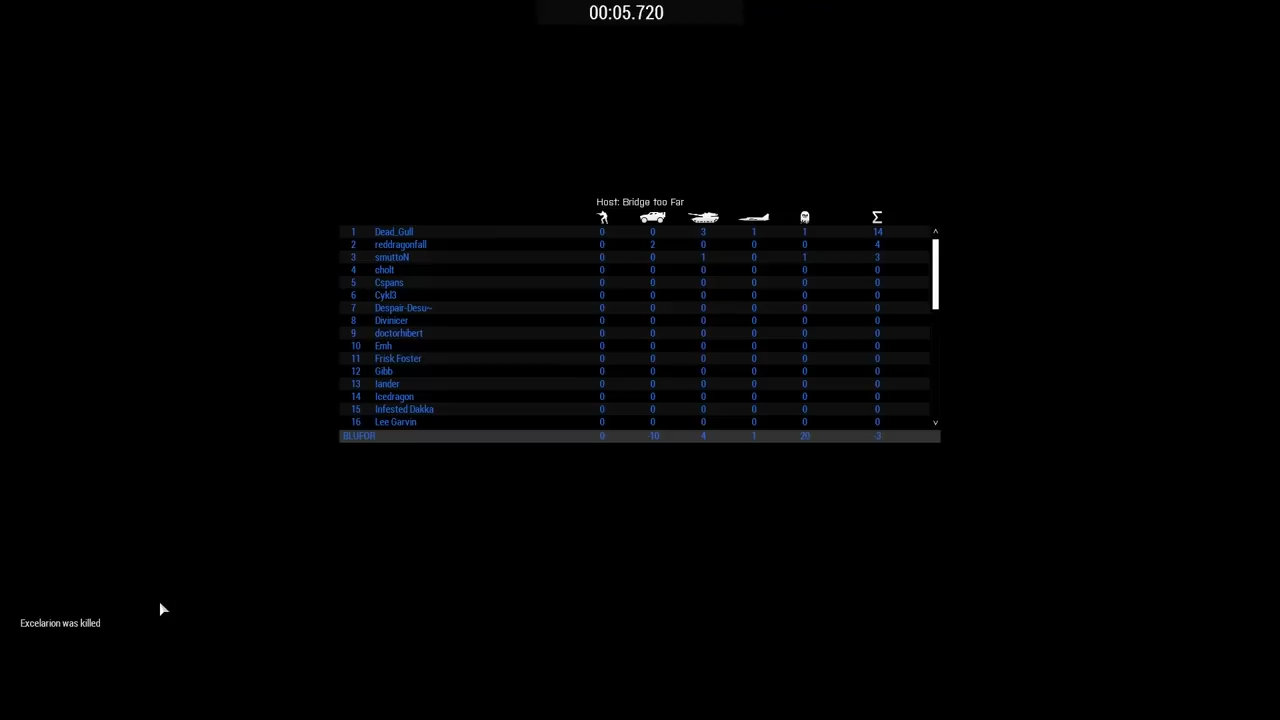 00:05.720
Host: Bridge too Far
Σ
1 Dead_Gull 0 0 3 1 1 14
2 reddragonfall 0 2 0 0 0 4
3 smuttoN 0 0 1 0 1 3
4 cholt 0 0 0 0 0 0
5 Cspans 0 0 0 0 0 0
6 Cykl3 0 0 0 0 0 0
7 Despair-Desu~ 0 0 0 0 0 0
8 Divinicer 0 0 0 0 0 0
9 doctorhibert 0 0 0 0 0 0
10 Emh 0 0 0 0 0 0
11 Frisk Foster 0 0 0 0 0 0
12 Gibb 0 0 0 0 0 0
13 lander 0 0 0 0 0 0
14 Icedragon 0 0 0 0 0 0
15 Infested Dakka 0 0 0 0 0 0
16 Lee Garvin 0 0 0 0 0 0
BLUFOR 0 -10 4 1 20 -3
Excelarion was killed